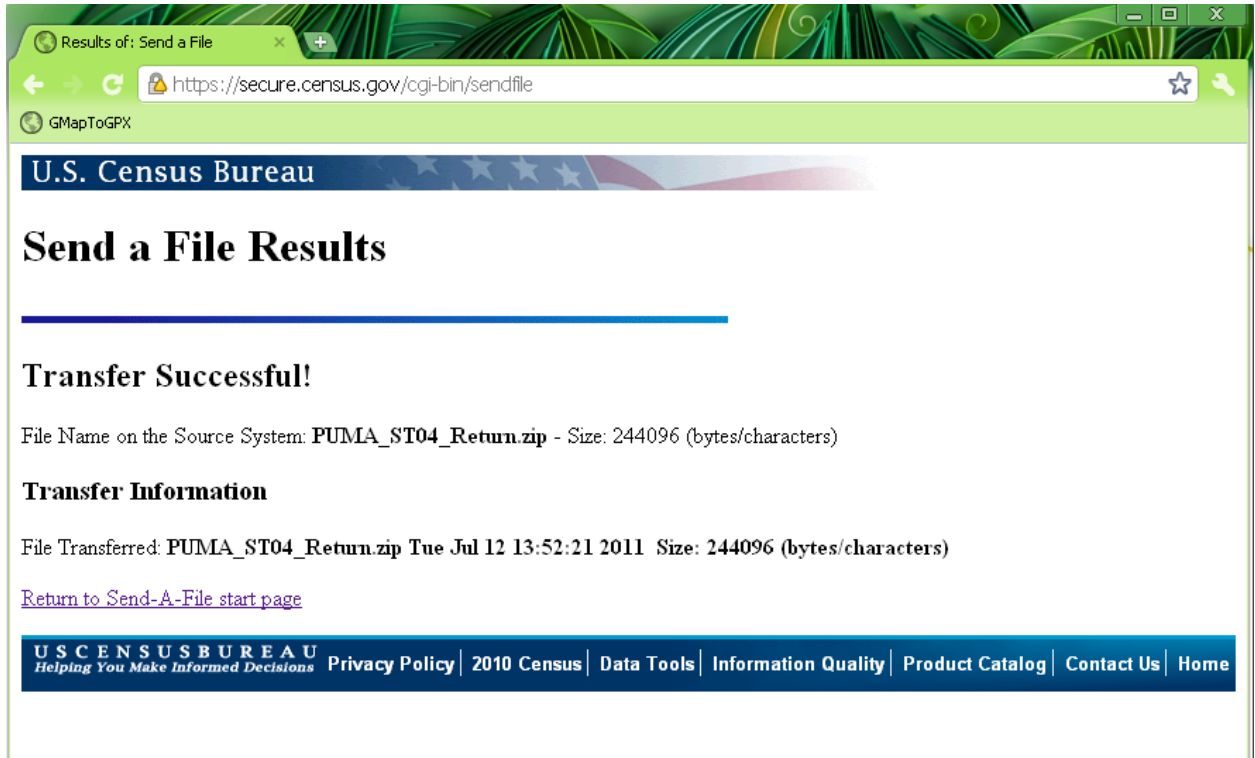 Results of: Send a File
https://secure.census.gov/cgi-bin/sendfile
GMapToGPX
U.S. Census Bureau
Send a File Results
Transfer Successful!
File Name on the Source System: PUMA_ST04_Return.zip - Size: 244096 (bytes/characters)
Transfer Information
File Transferred: PUMA_ST04_Return.zip Tue Jul 12 13:52:21 2011 Size: 244096 (bytes/characters)
Return to Send-A-File start page
USCENSUSBUREAU
Helping You Make Informed Decisions Privacy Policy| 2010 Census| Data Tools| Information Quality| Product Catalog| Contact Us| Home